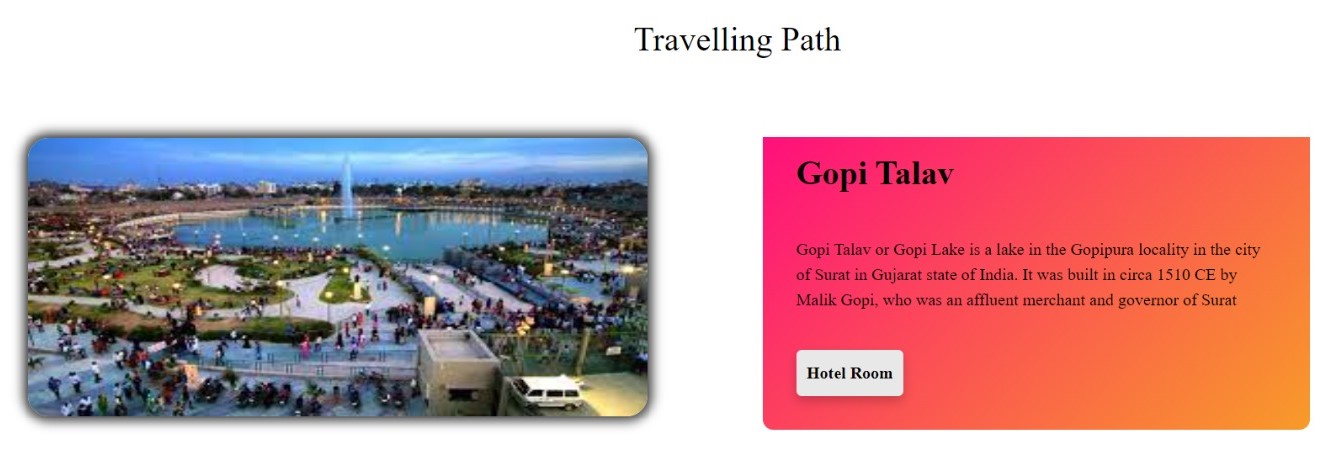 Travelling Path
Gopi Talav
Gopi Talav or Gopi Lake is a lake in the Gopipura locality in the city
of Surat in Gujarat state of India. It was built in circa 1510 CE by
Malik Gopi, who was an affluent merchant and governor of Surat
Hotel Room